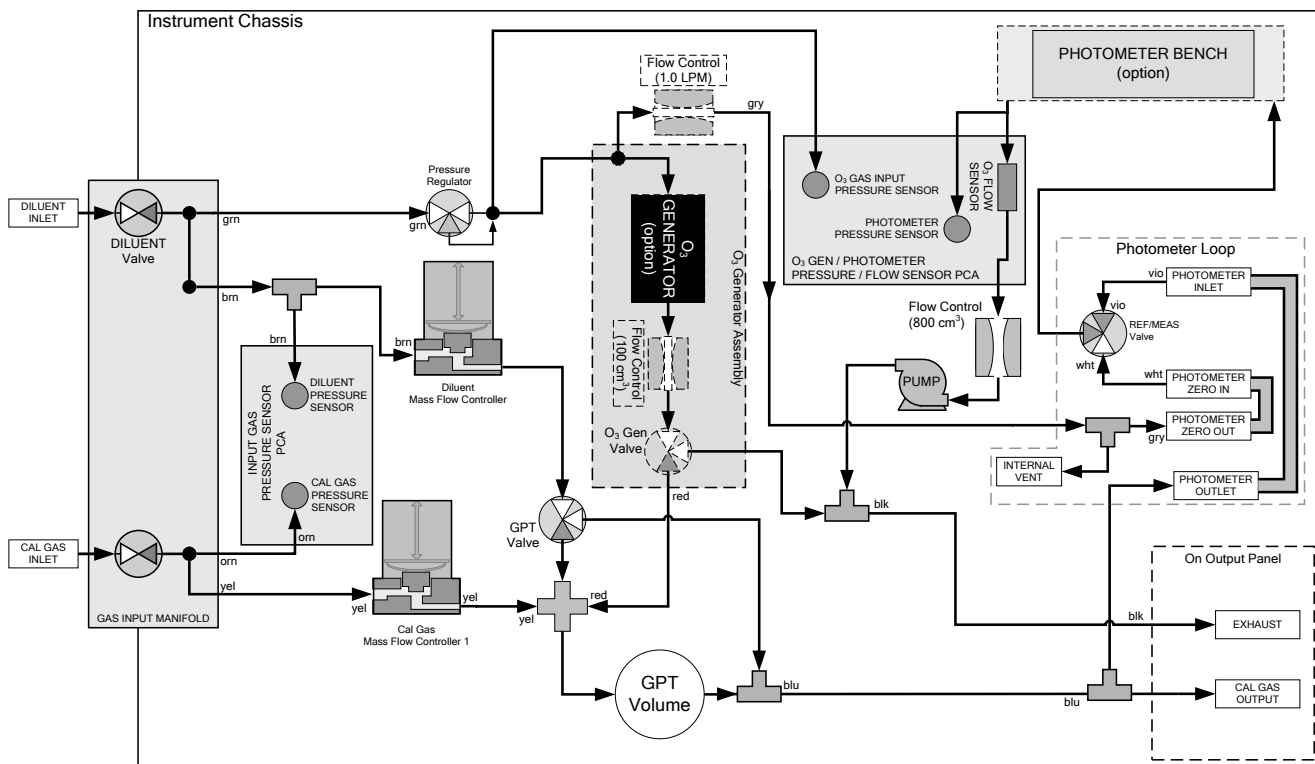 Instrument Chassis
Flow Control
(1.0 LPM)
gry
PHOTOMETER BENCH
(option)
O₃ GAS INPUT
PRESSURE SENSOR
O₃ FLOW
SENSOR
PHOTOMETER
PRESSURE SENSOR
O₃ GEN / PHOTOMETER
PRESSURE / FLOW SENSOR PCA
Pressure
Regulator
DILUENT
INLET
grn
grn
DILUENT
Valve
O₃
GENERATOR
(option)
O₃ Generator Assembly
Photometer Loop
vio
PHOTOMETER
INLET
vio
REF/MEAS
Valve
wht
wht
PHOTOMETER
ZERO IN
PHOTOMETER
ZERO OUT
gry
INTERNAL
VENT
PHOTOMETER
OUTLET
brn
brn
brn
Flow Control
(800 cm³)
Flow Control
(100 cm³)
PUMP
DILUENT
PRESSURE
SENSOR
INPUT GAS
PRESSURE SENSOR
PCA
CAL GAS
PRESSURE
SENSOR
Diluent
Mass Flow Controller
O₃ Gen
Valve
red
blk
GPT
Valve
CAL GAS
INLET
orn
orn
yel
yel
yel
yel
red
GAS INPUT MANIFOLD
Cal Gas
Mass Flow Controller 1
On Output Panel
blk
EXHAUST
GPT
Volume
blu
blu
CAL GAS
OUTPUT